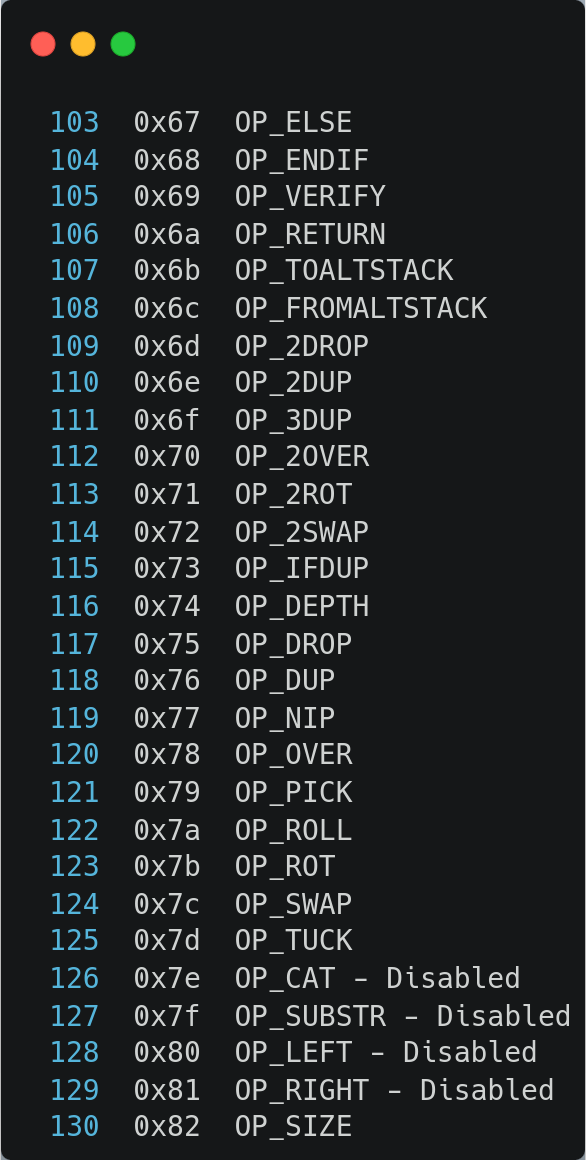 103 0x67 OP_ELSE
104 0x68 OP_ENDIF
105 0x69 OP_VERIFY
106 0x6a OP_RETURN
107 0x6b OP_TOALTSTACK
108 0x6c OP_FROMALTSTACK
109 0x6d OP_2DROP
110 0x6e OP_2DUP
111 0x6f OP_3DUP
112 0x70 OP_2OVER
113 0x71 OP_2ROT
114 0x72 OP_2SWAP
115 0x73 OP_IFDUP
116 0x74 OP_DEPTH
117 0x75 OP_DROP
118 0x76 OP_DUP
119 0x77 OP_NIP
120 0x78 OP_OVER
121 0x79 OP_PICK
122 0x7a OP_ROLL
123 0x7b OP_ROT
124 0x7c OP_SWAP
125 0x7d OP_TUCK
126 0x7e OP_CAT – Disabled
127 0x7f OP_SUBSTR – Disabled
128 0x80 OP_LEFT – Disabled
129 0x81 OP_RIGHT – Disabled
130 0x82 OP_SIZE